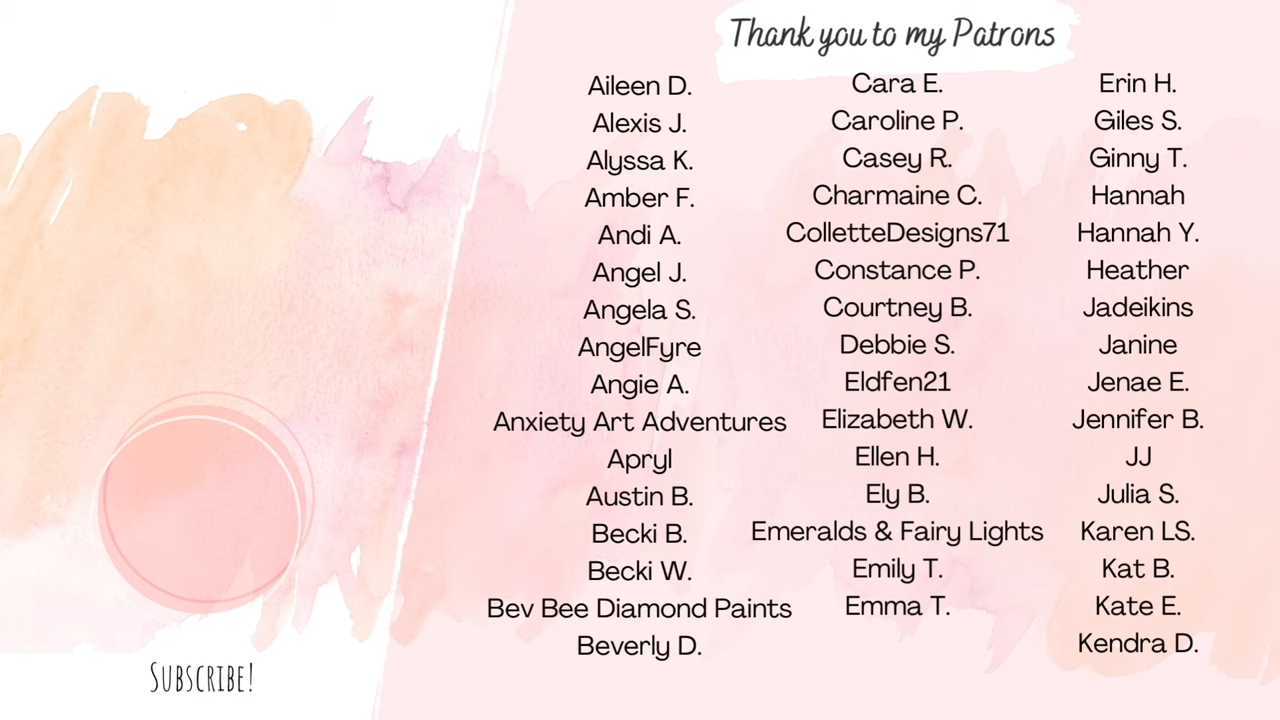 Thank you to my Patrons
Aileen D.
Alexis J.
Alyssa K.
Amber F.
Andi A.
Angel J.
Angela S.
AngelFyre
Angie A.
Anxiety Art Adventures
Apryl
Austin B.
Becki B.
Becki W.
Bev Bee Diamond Paints
Beverly D.
Cara E.
Caroline P.
Casey R.
Charmaine C.
ColletteDesigns71
Constance P.
Courtney B.
Debbie S.
Eldfen21
Elizabeth W.
Ellen H.
Ely B.
Emeralds & Fairy Lights
Emily T.
Emma T.
Erin H.
Giles S.
Ginny T.
Hannah
Hannah Y.
Heather
Jadeikins
Janine
Jenae E.
Jennifer B.
JJ
Julia S.
Karen LS.
Kat B.
Kate E.
Kendra D.
Subscribe!